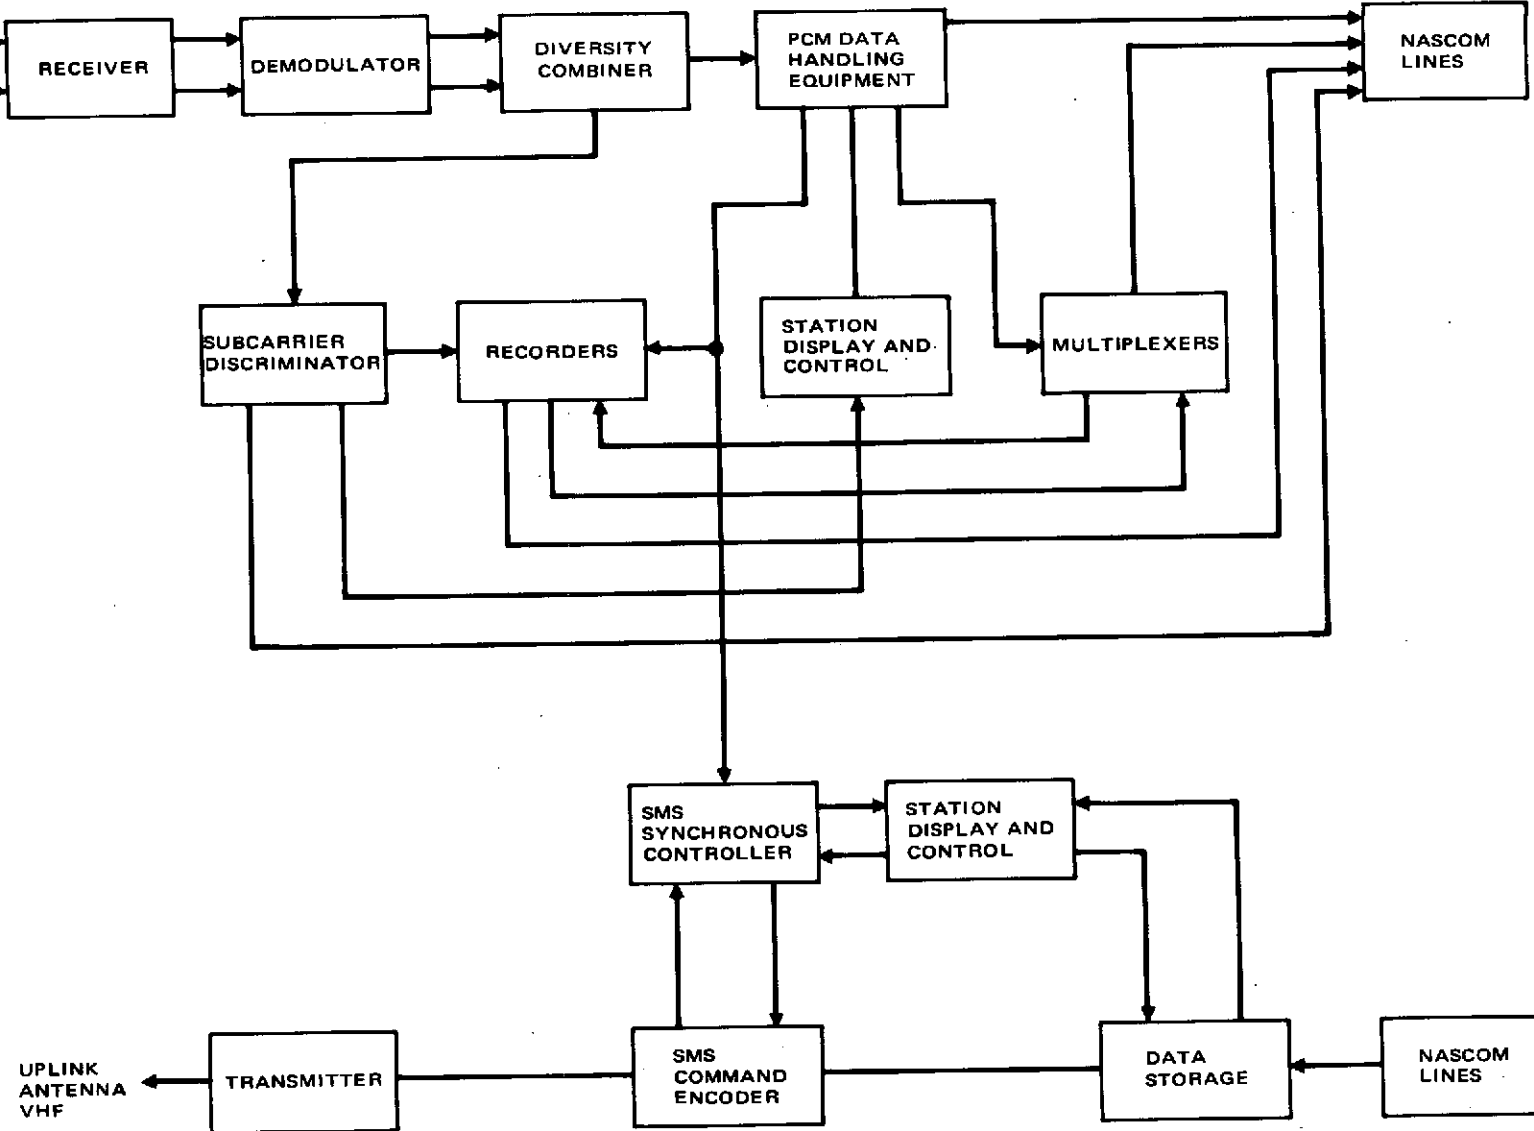 RECEIVER
DEMODULATOR
DIVERSITY
COMBINER
PCM DATA
HANDLING
EQUIPMENT
NASCOM
LINES
SUBCARRIER
DISCRIMINATOR
RECORDERS
STATION
DISPLAY AND
CONTROL
MULTIPLEXERS
SMS
SYNCHRONOUS
CONTROLLER
STATION
DISPLAY AND
CONTROL
UPLINK
ANTENNA
VHF
TRANSMITTER
SMS
COMMAND
ENCODER
DATA
STORAGE
NASCOM
LINES